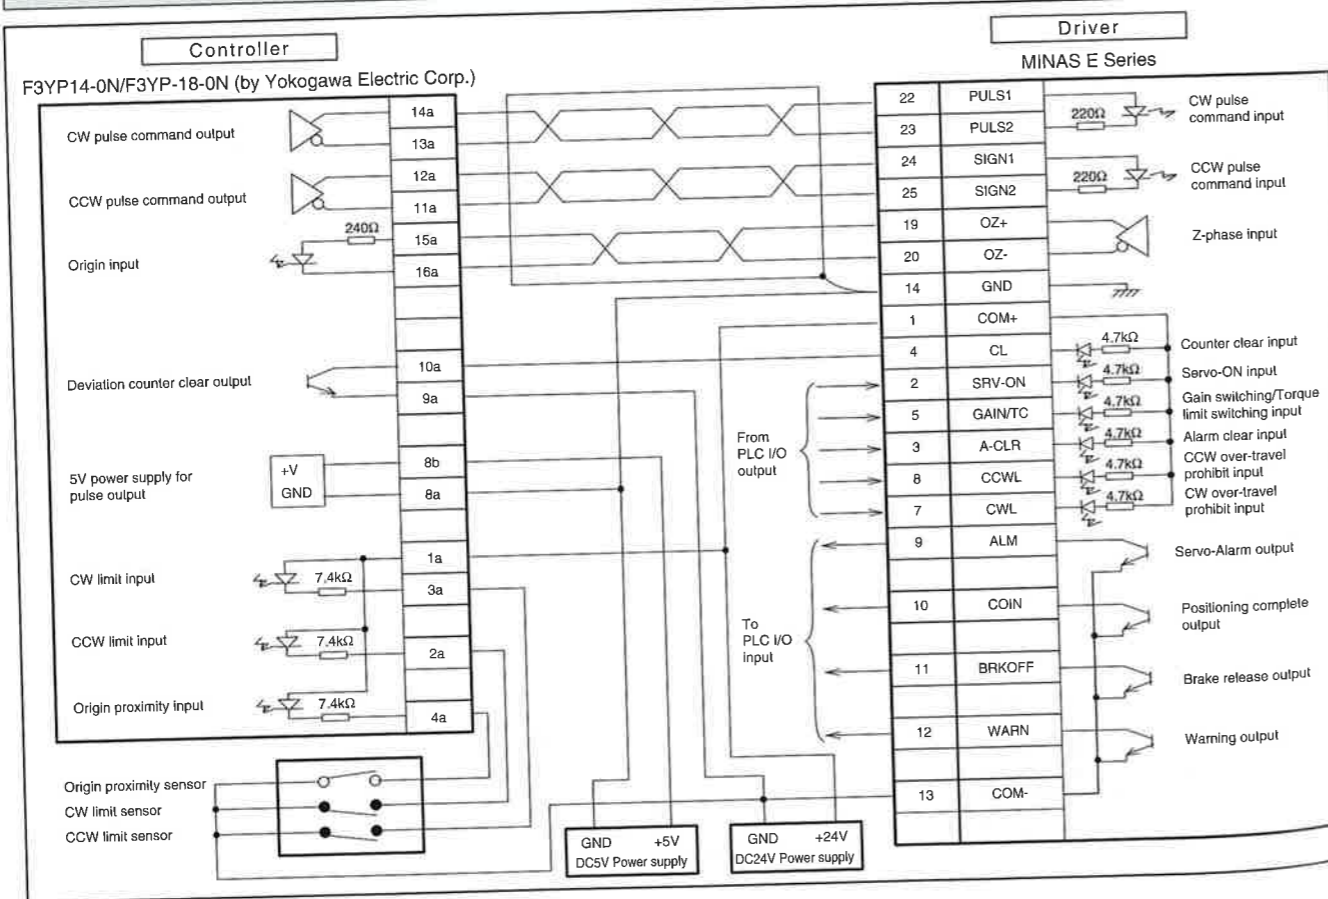 Controller
Driver
F3YP14-0N/F3YP-18-0N (by Yokogawa Electric Corp.)
MINAS E Series
CW pulse command output
14a
13a
CCW pulse command output
12a
11a
240Ω
Origin input
15a
16a
Deviation counter clear output
10a
9a
5V power supply for
pulse output
+V
GND
8b
8a
CW limit input
7.4kΩ
1a
3a
CCW limit input
7.4kΩ
2a
Origin proximity input
7.4kΩ
4a
Origin proximity sensor
CW limit sensor
CCW limit sensor
GND +5V
DC5V Power supply
GND +24V
DC24V Power supply
From
PLC I/O
output
To
PLC I/O
input
22 PULS1
23 PULS2
220Ω
CW pulse
command input
24 SIGN1
25 SIGN2
220Ω
CCW pulse
command input
19 OZ+
20 OZ-
Z-phase input
14 GND
1 COM+
4 CL
4.7kΩ
Counter clear input
2 SRV-ON
4.7kΩ
Servo-ON input
5 GAIN/TC
4.7kΩ
Gain switching/Torque
limit switching input
3 A-CLR
4.7kΩ
Alarm clear input
8 CCWL
4.7kΩ
CCW over-travel
prohibit input
7 CWL
4.7kΩ
CW over-travel
prohibit input
9 ALM
Servo-Alarm output
10 COIN
Positioning complete
output
11 BRKOFF
Brake release output
12 WARN
Warning output
13 COM-